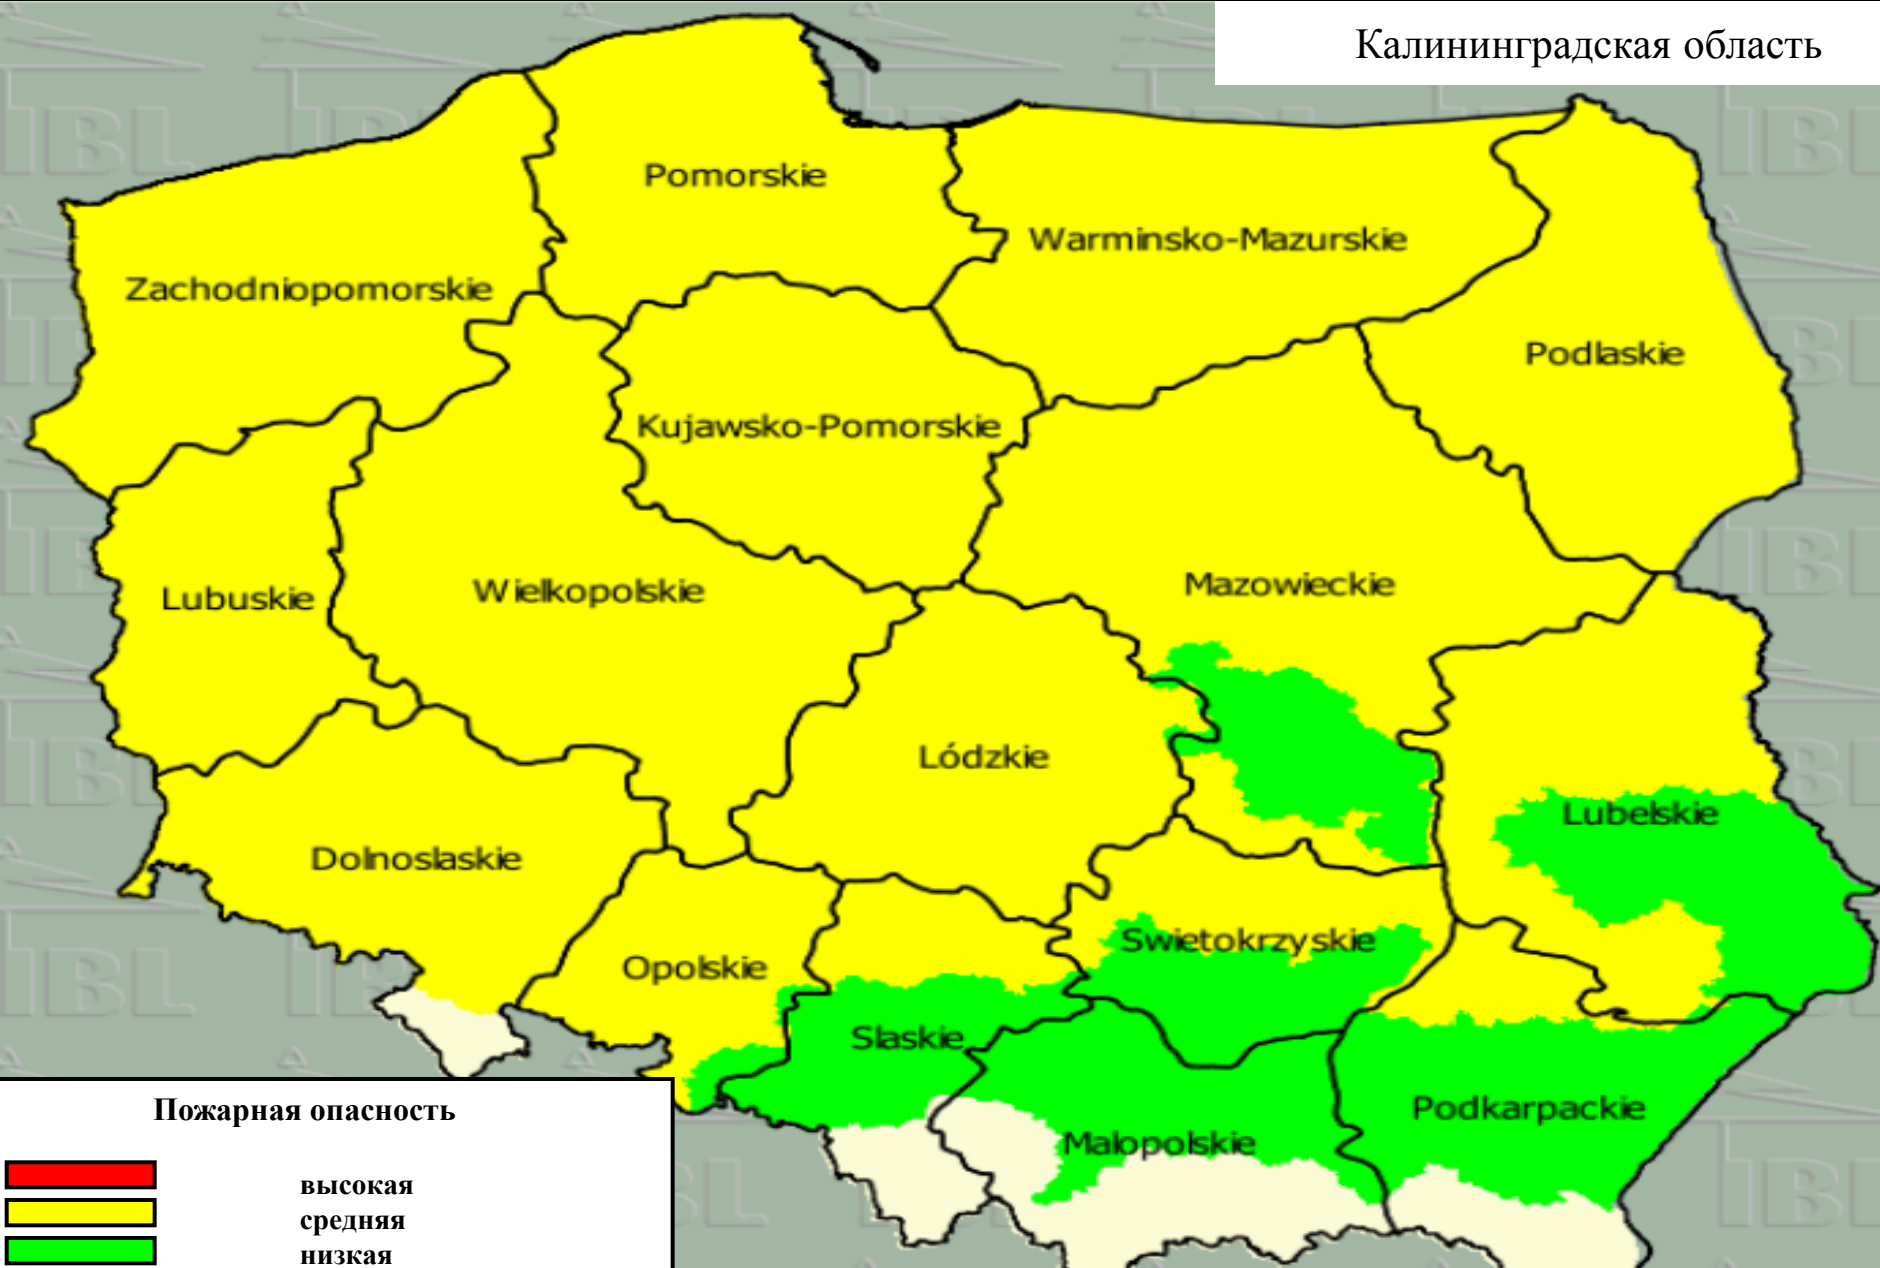 Калининградская область
Pomorskie
Warminsko-Mazurskie
Zachodniopomorskie
Podlaskie
Kujawsko-Pomorskie
Mazowieckie
Wielkopolskie
Lubuskie
Lódzkie
Lubelskie
Dolnoslaskie
Swietokrzyskie
Opolskie
Slaskie
Podkarpackie
Malopolskie
Пожарная опасность
высокая
средняя
низкая
IBL